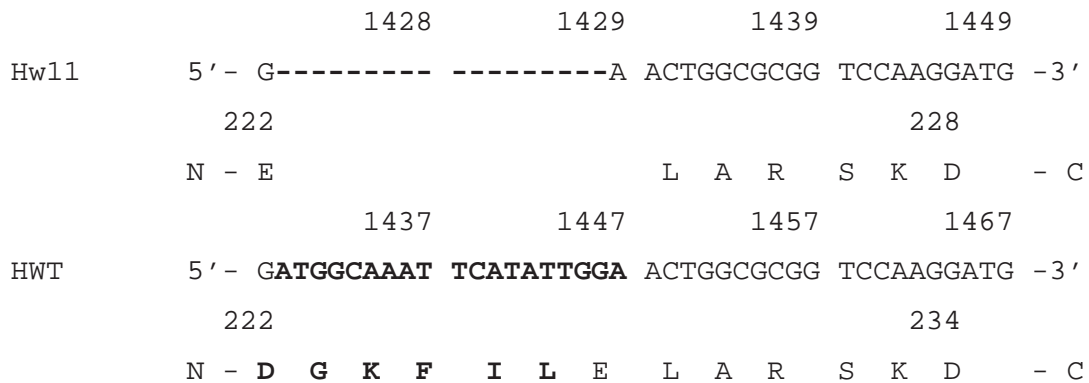 1428 1429 1439 1449
Hw11 5′- G--------- ---------A ACTGGCGCGG TCCAAGGATG -3′
222 228
N - E L A R S K D - C
1437 1447 1457 1467
HWT 5′- GATGGCAAAT TCATATTGGA ACTGGCGCGG TCCAAGGATG -3′
222 234
N - D G K F I L E L A R S K D - C